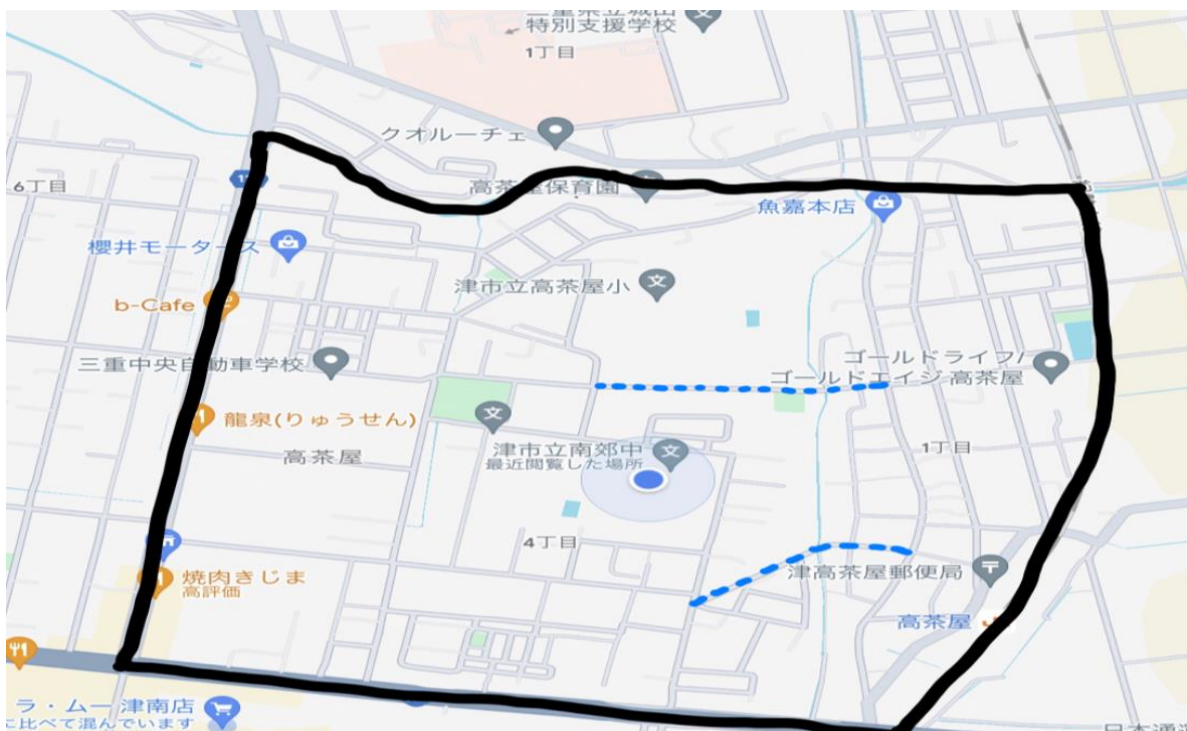 特別支援学校
1丁目
クオルーチェ
6丁目
高茶屋保育園
魚嘉本店
櫻井モータース
b-Cafe
津市立高茶屋小
三重中央自動車学校
ゴールドライフ/
ゴールドエイジ 高茶屋
龍泉(りゅうせん)
高茶屋
津市立南郊中
最近閲覧した場所
1丁目
4丁目
焼肉きじま
高評価
津高茶屋郵便局
高茶屋
ラ・ムー 津南店
に比べて混んでいます